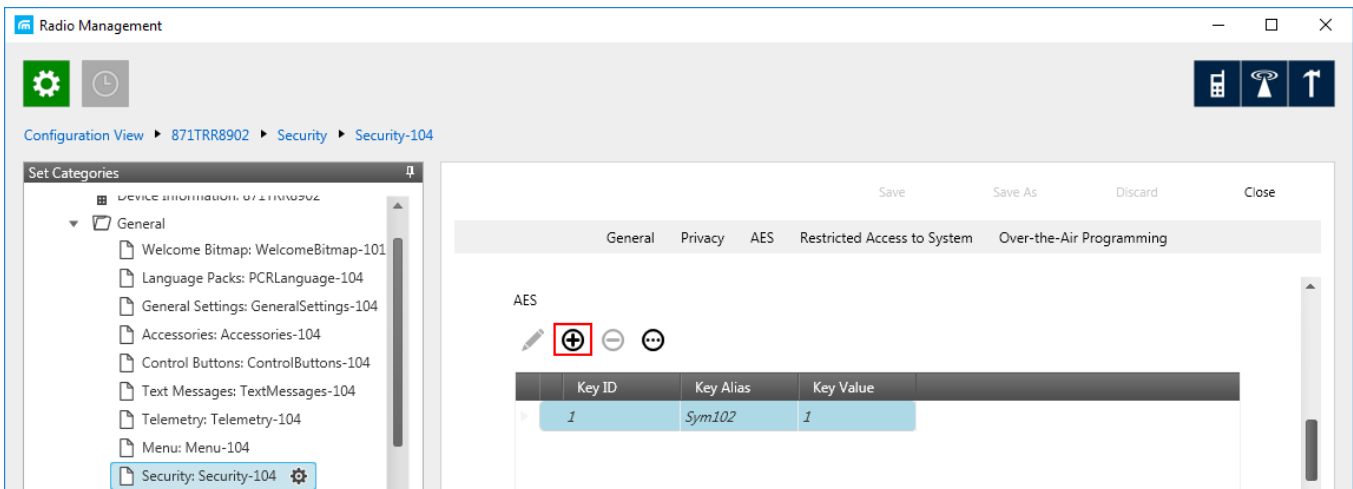 Radio Management
Configuration View ▶ 871TRR8902 ▶ Security ▶ Security-104
Set Categories
Device Information: 871TRR8902
General
Welcome Bitmap: WelcomeBitmap-101
Language Packs: PCRLanguage-104
General Settings: GeneralSettings-104
Accessories: Accessories-104
Control Buttons: ControlButtons-104
Text Messages: TextMessages-104
Telemetry: Telemetry-104
Menu: Menu-104
Security: Security-104
Save Save As Discard Close
General Privacy AES Restricted Access to System Over-the-Air Programming
AES
Key ID Key Alias Key Value
1 Sym102 1